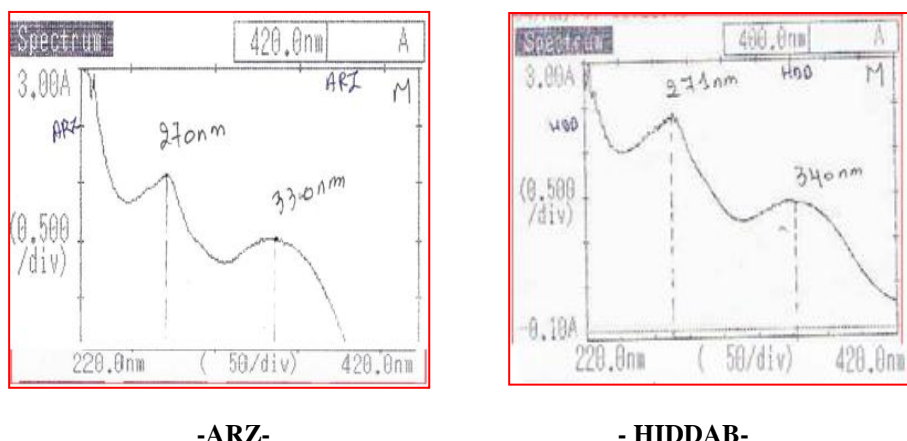 Spectrum 420.0nm A
3.00A ARZ M
ARZ
270nm
330nm
(0.500
/div)
220.0nm ( 50/div) 420.0nm
-ARZ-
Spectrum 400.0nm A
3.00A 271nm HDD M
HDD
340nm
(0.500
/div)
-0.10A
220.0nm ( 50/div) 420.0nm
- HIDDAB-